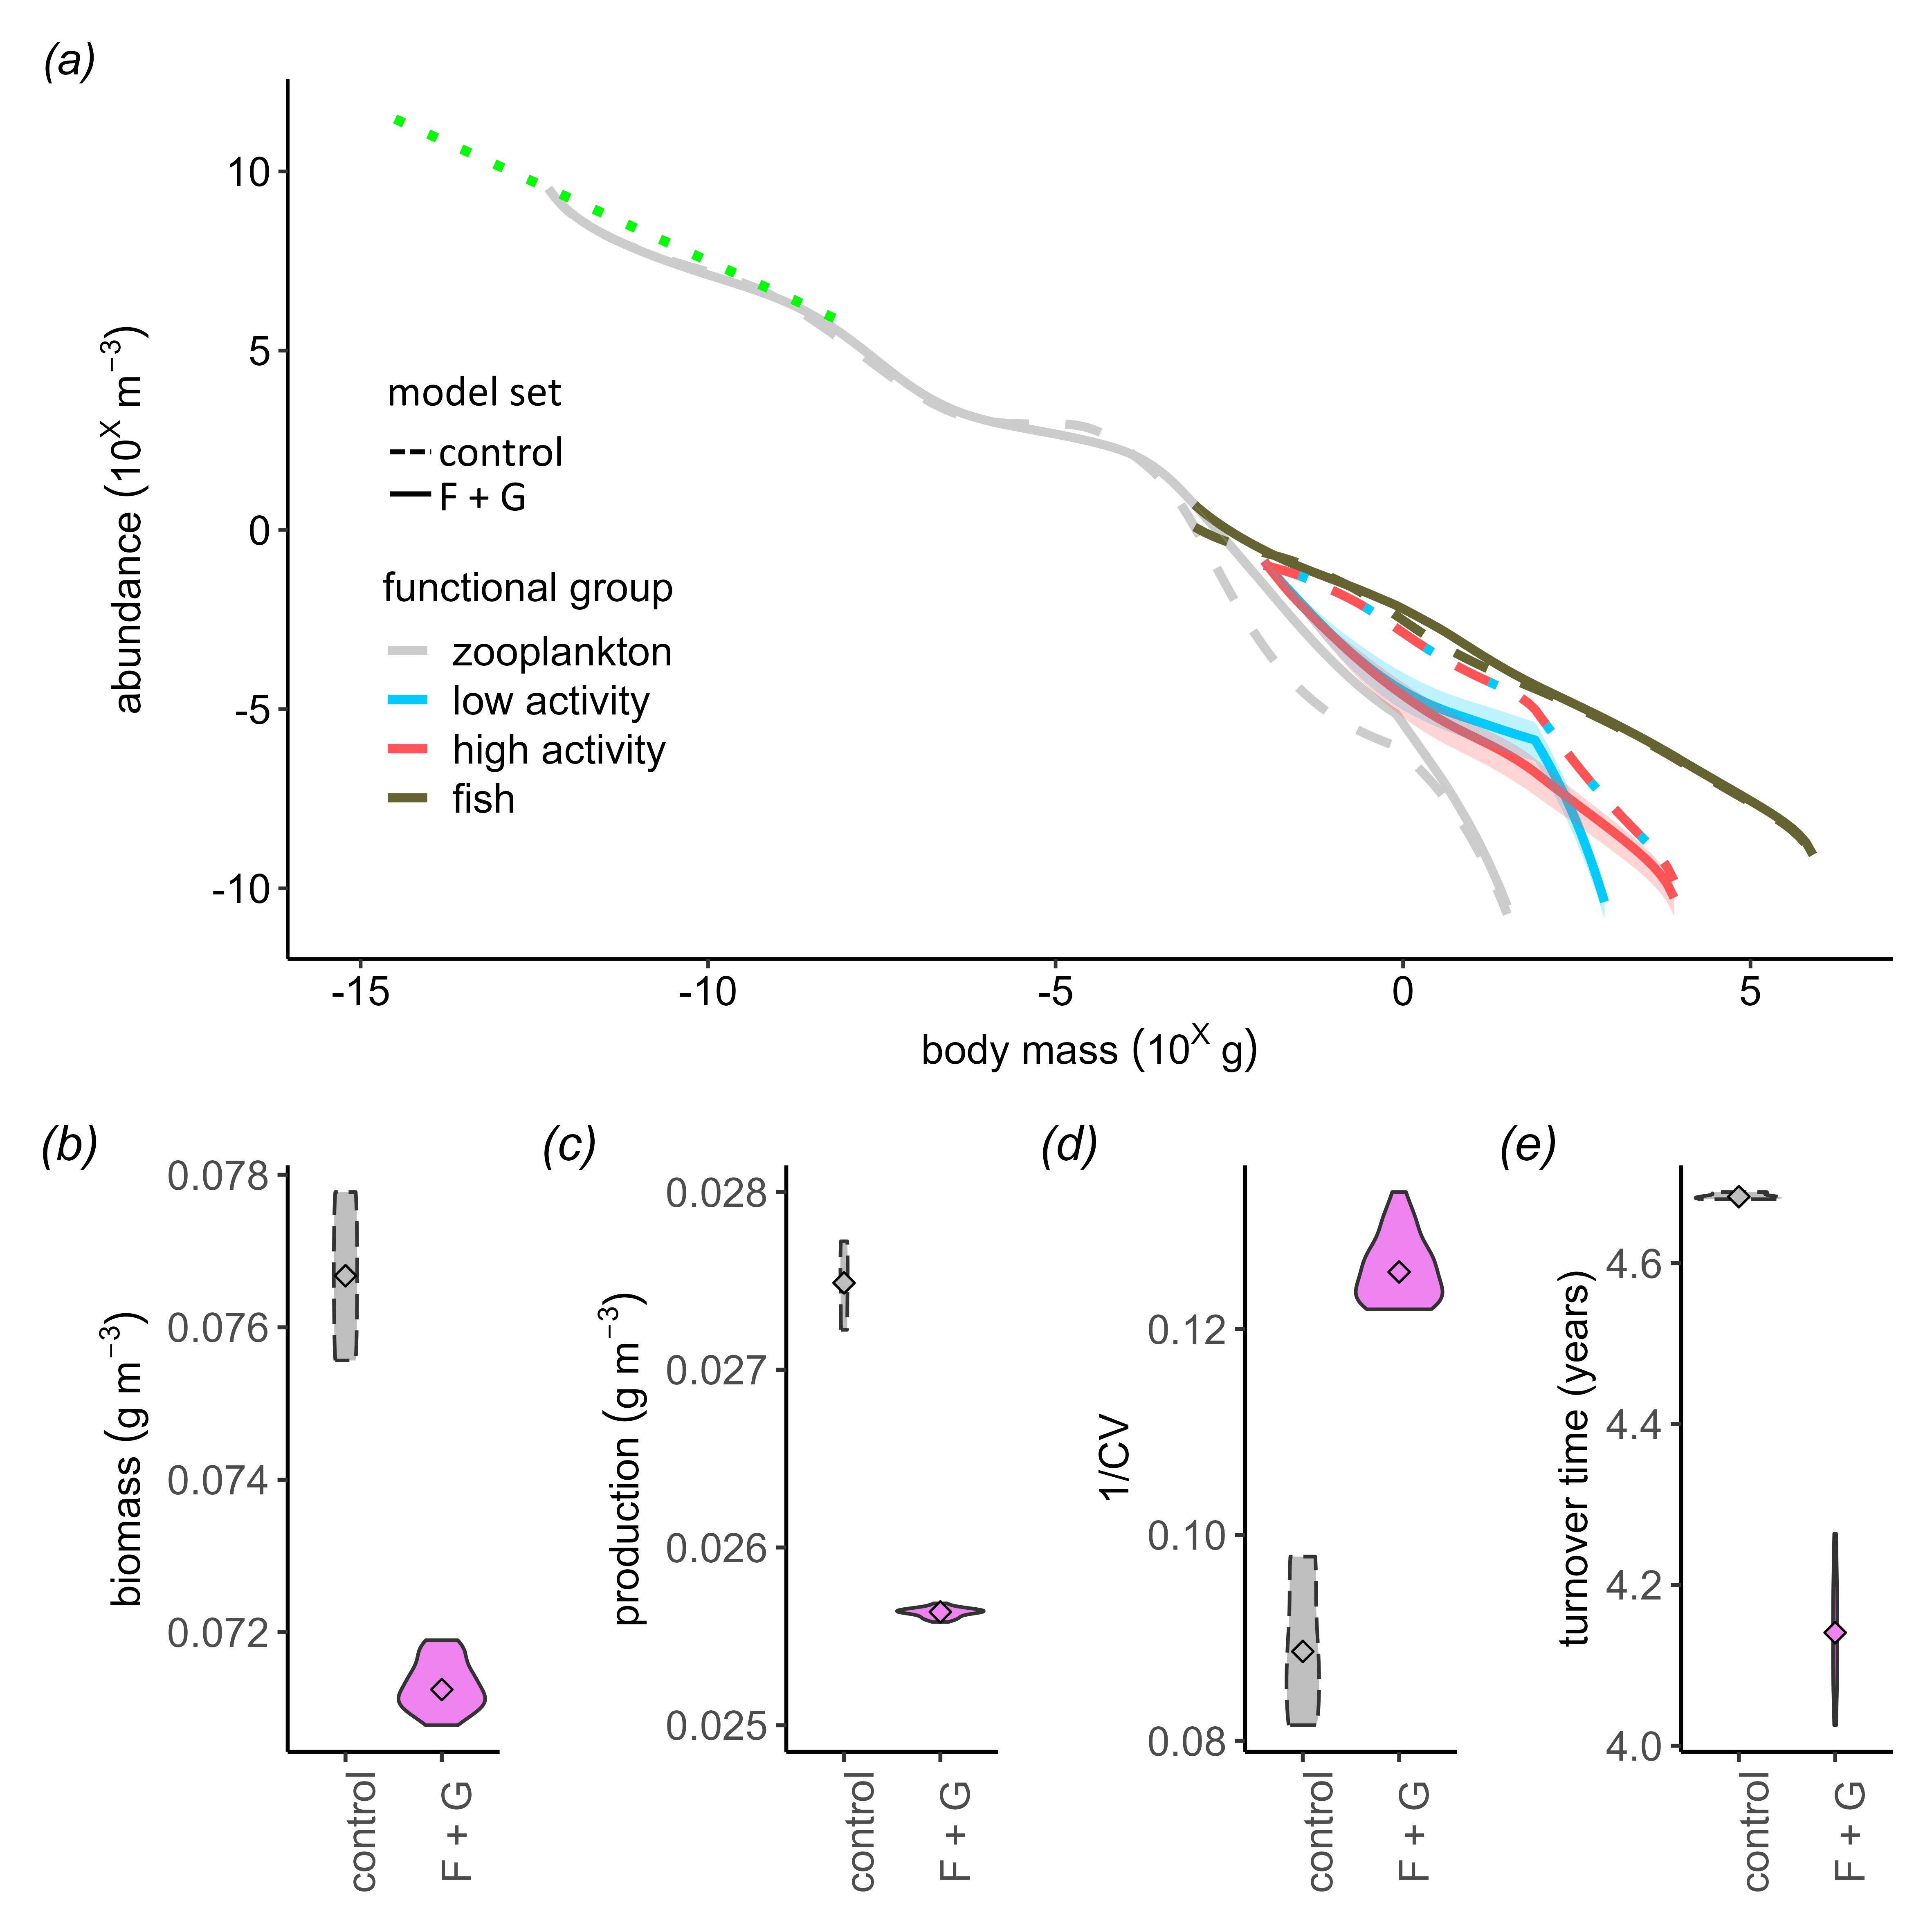 (a)
10
5
0
-5
-10
abundance (10^X m^−3)
model set
control
F + G
functional group
zooplankton
low activity
high activity
fish
-15
-10
-5
0
5
body mass (10^X g)
(b)
0.078
0.076
0.074
0.072
biomass (g m^−3)
control
F + G
(c)
0.028
0.027
0.026
0.025
production (g m^−3)
control
F + G
(d)
0.12
0.10
0.08
1/CV
control
F + G
(e)
4.6
4.4
4.2
4.0
turnover time (years)
control
F + G